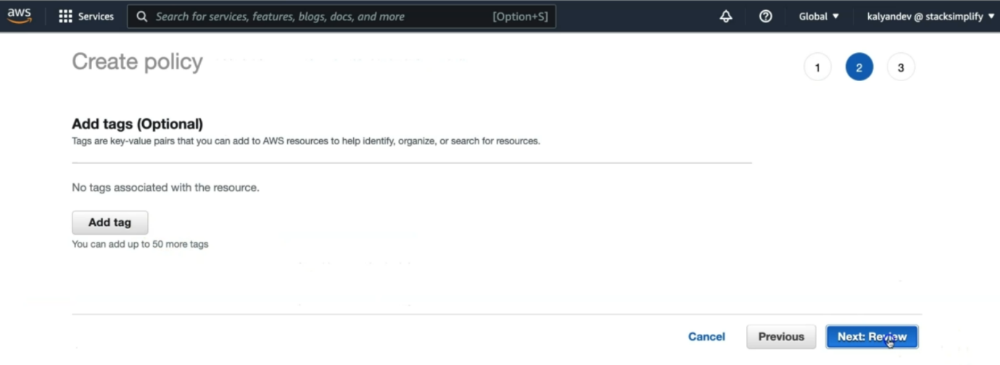 aws Services Search for services, features, blogs, docs, and more [Option+S] Global ▼ kalyandev @ stacksimplify ▼
Create policy 1 2 3
Add tags (Optional)
Tags are key-value pairs that you can add to AWS resources to help identify, organize, or search for resources.
No tags associated with the resource.
Add tag
You can add up to 50 more tags
Cancel Previous Next: Review